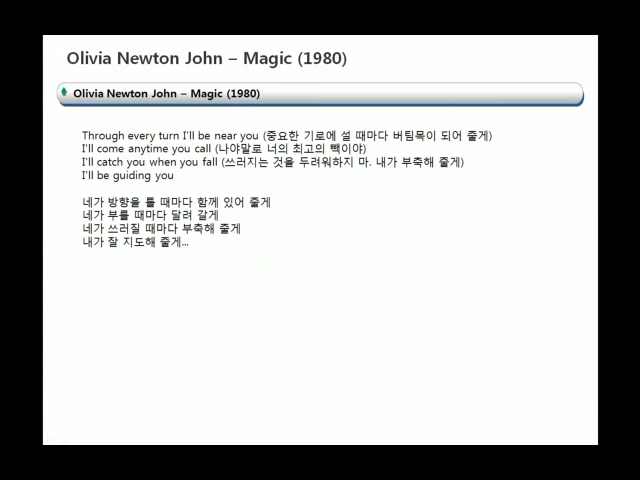 Olivia Newton John – Magic (1980)
Olivia Newton John – Magic (1980)
Through every turn I'll be near you (중요한 기로에 설 때마다 버팀목이 되어 줄게)
I'll come anytime you call (나야말로 너의 최고의 빽이야)
I'll catch you when you fall (쓰러지는 것을 두려워하지 마. 내가 부축해 줄게)
I'll be guiding you
네가 방향을 틀 때마다 함께 있어 줄게
네가 부를 때마다 달려 갈게
네가 쓰러질 때마다 부축해 줄게
내가 잘 지도해 줄게...